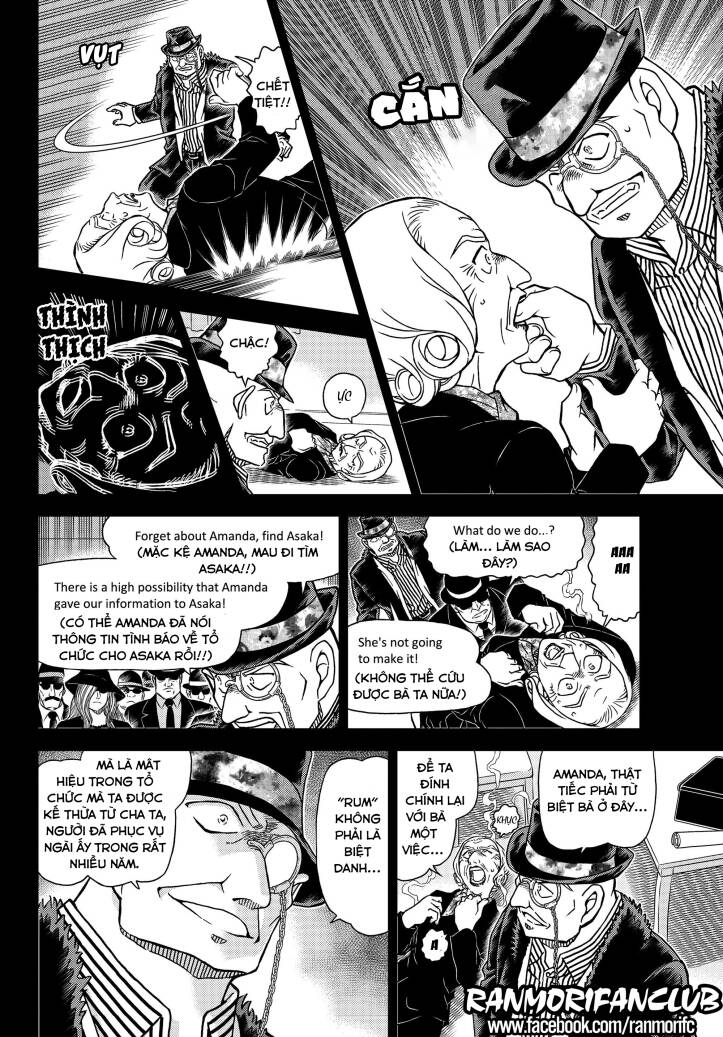 CẮN
VỤT
CHẾT
TIỆT!!
CHẬC!
ỰC
THÌNH
THỊCH
AAA
AA
What do we do...?
(LÀM... LÀM SAO
ĐÂY?)
She's not going
to make it!
(KHÔNG THỂ CỨU
ĐƯỢC BÀ TA NỮA!)
Forget about Amanda, find Asaka!
(MẶC KỆ AMANDA, MAU ĐI TÌM
ASAKA!!)
There is a high possibility that Amanda
gave our information to Asaka!
(CÓ THỂ AMANDA ĐÃ NÓI
THÔNG TIN TÌNH BÁO VỀ TỔ
CHỨC CHO ASAKA RỒI!!)
AMANDA, THẬT
TIẾC PHẢI TỪ
BIỆT BÀ Ở ĐÂY...
ĐỂ TA
ĐÍNH
CHÍNH LẠI
VỚI BÀ
MỘT
VIỆC...
KHỤC
A
"RUM"
KHÔNG
PHẢI LÀ
BIỆT
DANH...
MÀ LÀ MẬT
HIỆU TRONG TỔ
CHỨC MÀ TA ĐƯỢC
KẾ THỪA TỪ CHA TA,
NGƯỜI ĐÃ PHỤC VỤ
NGÀI ẤY TRONG RẤT
NHIỀU NĂM.
RANMORIFANCLUB
www.facebook.com/ranmorifc